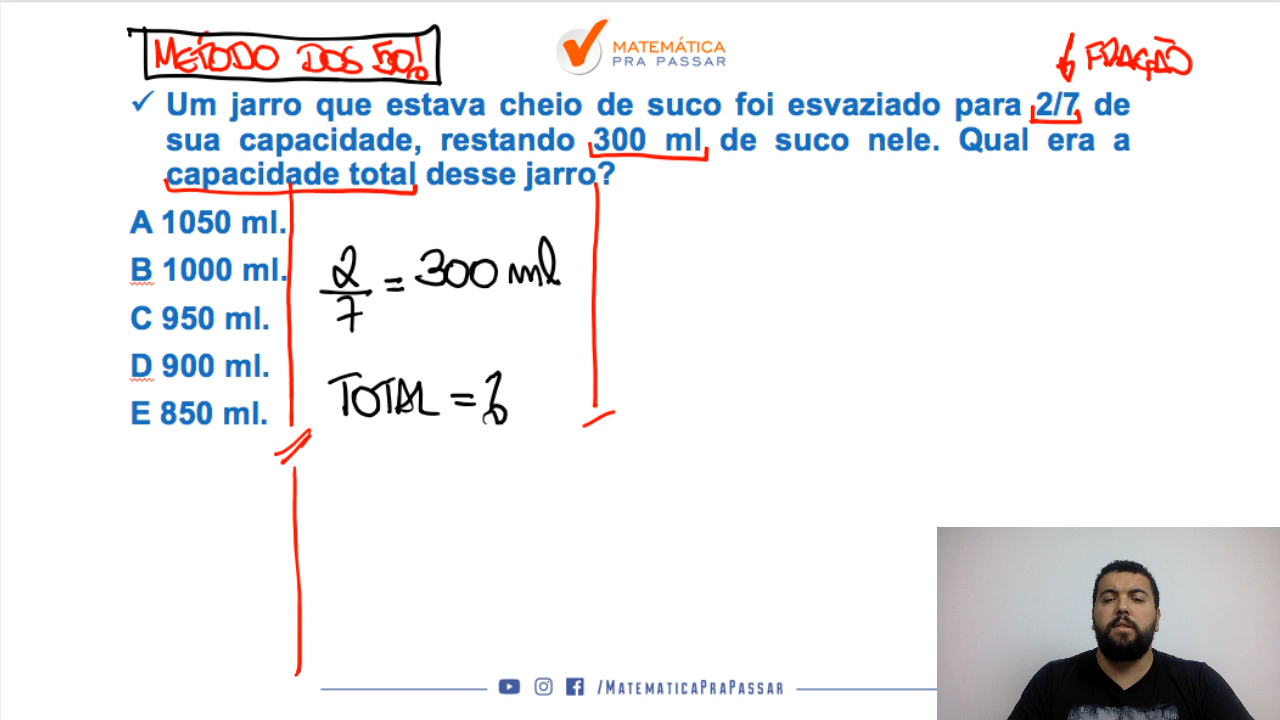 METODO DOS 50%!
MATEMÁTICA
PRA PASSAR
FRAÇÃO
✓ Um jarro que estava cheio de suco foi esvaziado para 2/7 de
sua capacidade, restando 300 ml de suco nele. Qual era a
capacidade total desse jarro?
A 1050 ml.
B 1000 ml.
C 950 ml.
D 900 ml.
E 850 ml.
2/7 = 300 ml
TOTAL =
/MATEMATICAPRAPASSAR